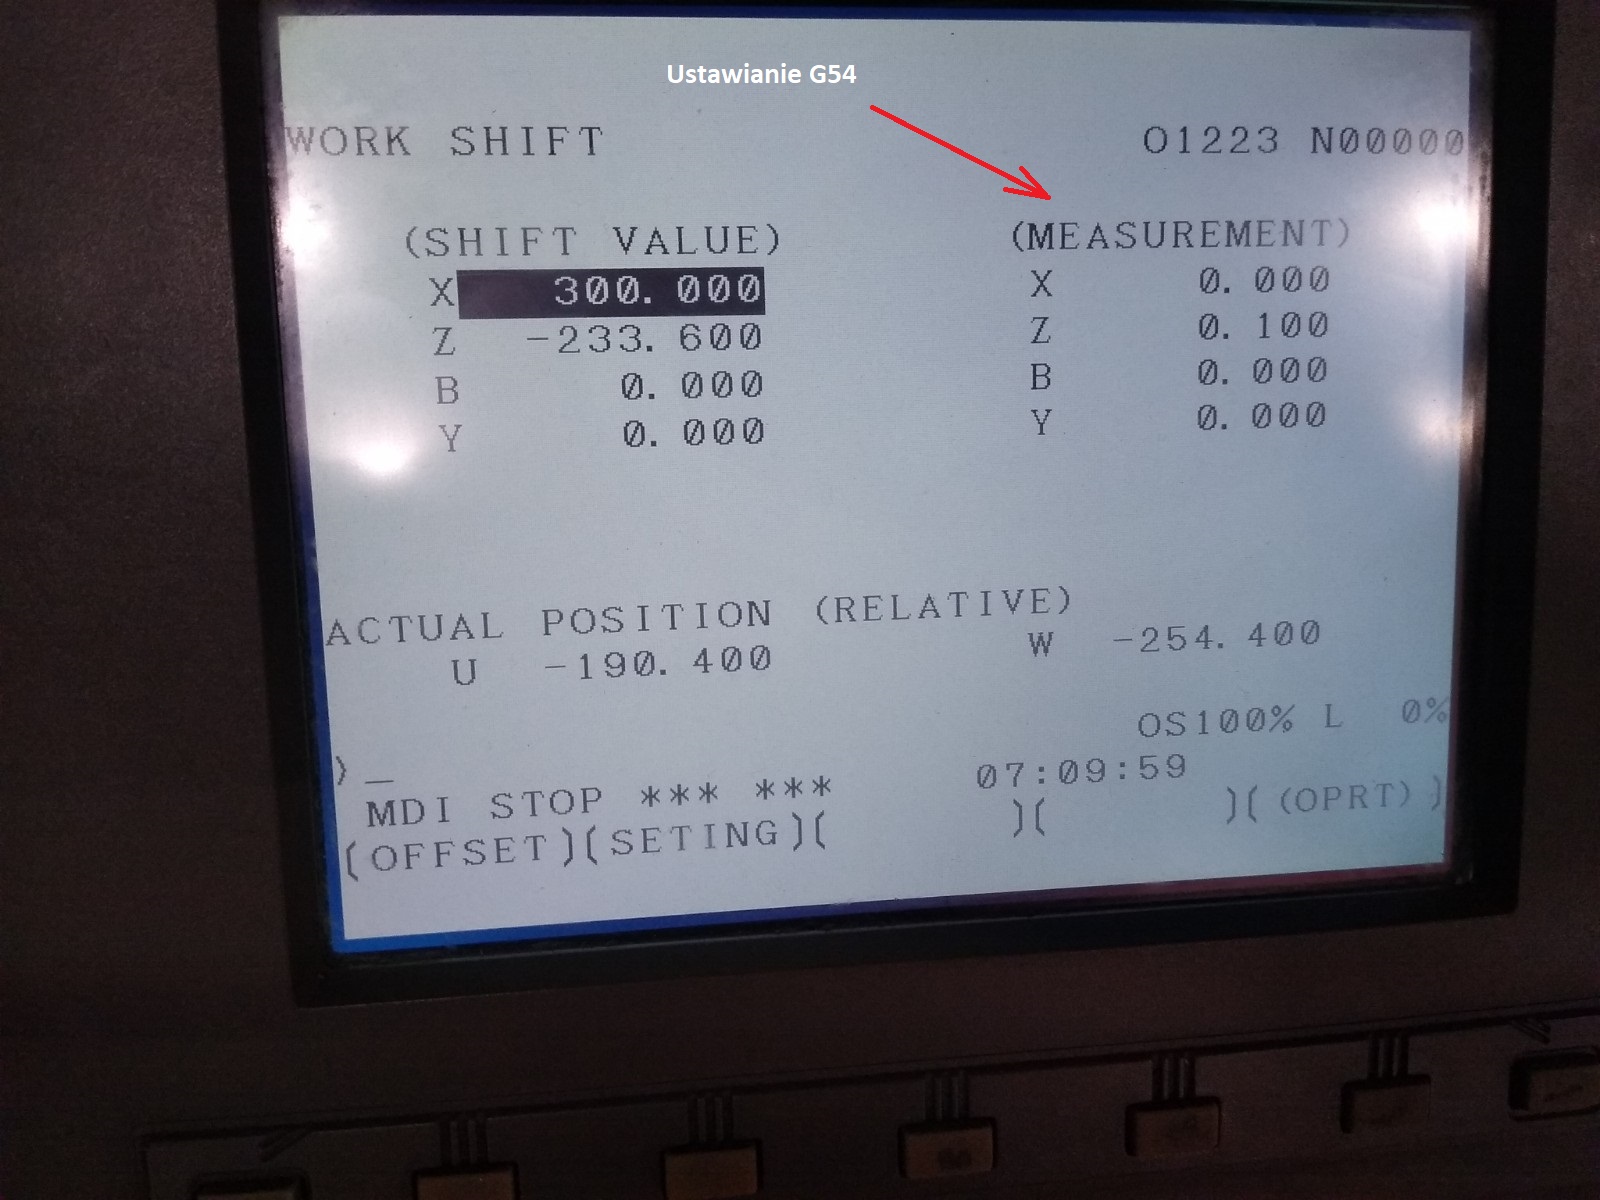 Ustawianie G54
WORK SHIFT O1223 N00000
(SHIFT VALUE) (MEASUREMENT)
X 300.000 X 0.000
Z -233.600 Z 0.100
B 0.000 B 0.000
Y 0.000 Y 0.000
ACTUAL POSITION (RELATIVE)
U -190.400 W -254.400
OS100% L 0%
)_
MDI STOP *** *** 07:09:59
(OFFSET)(SETING)( )( )((OPRT))